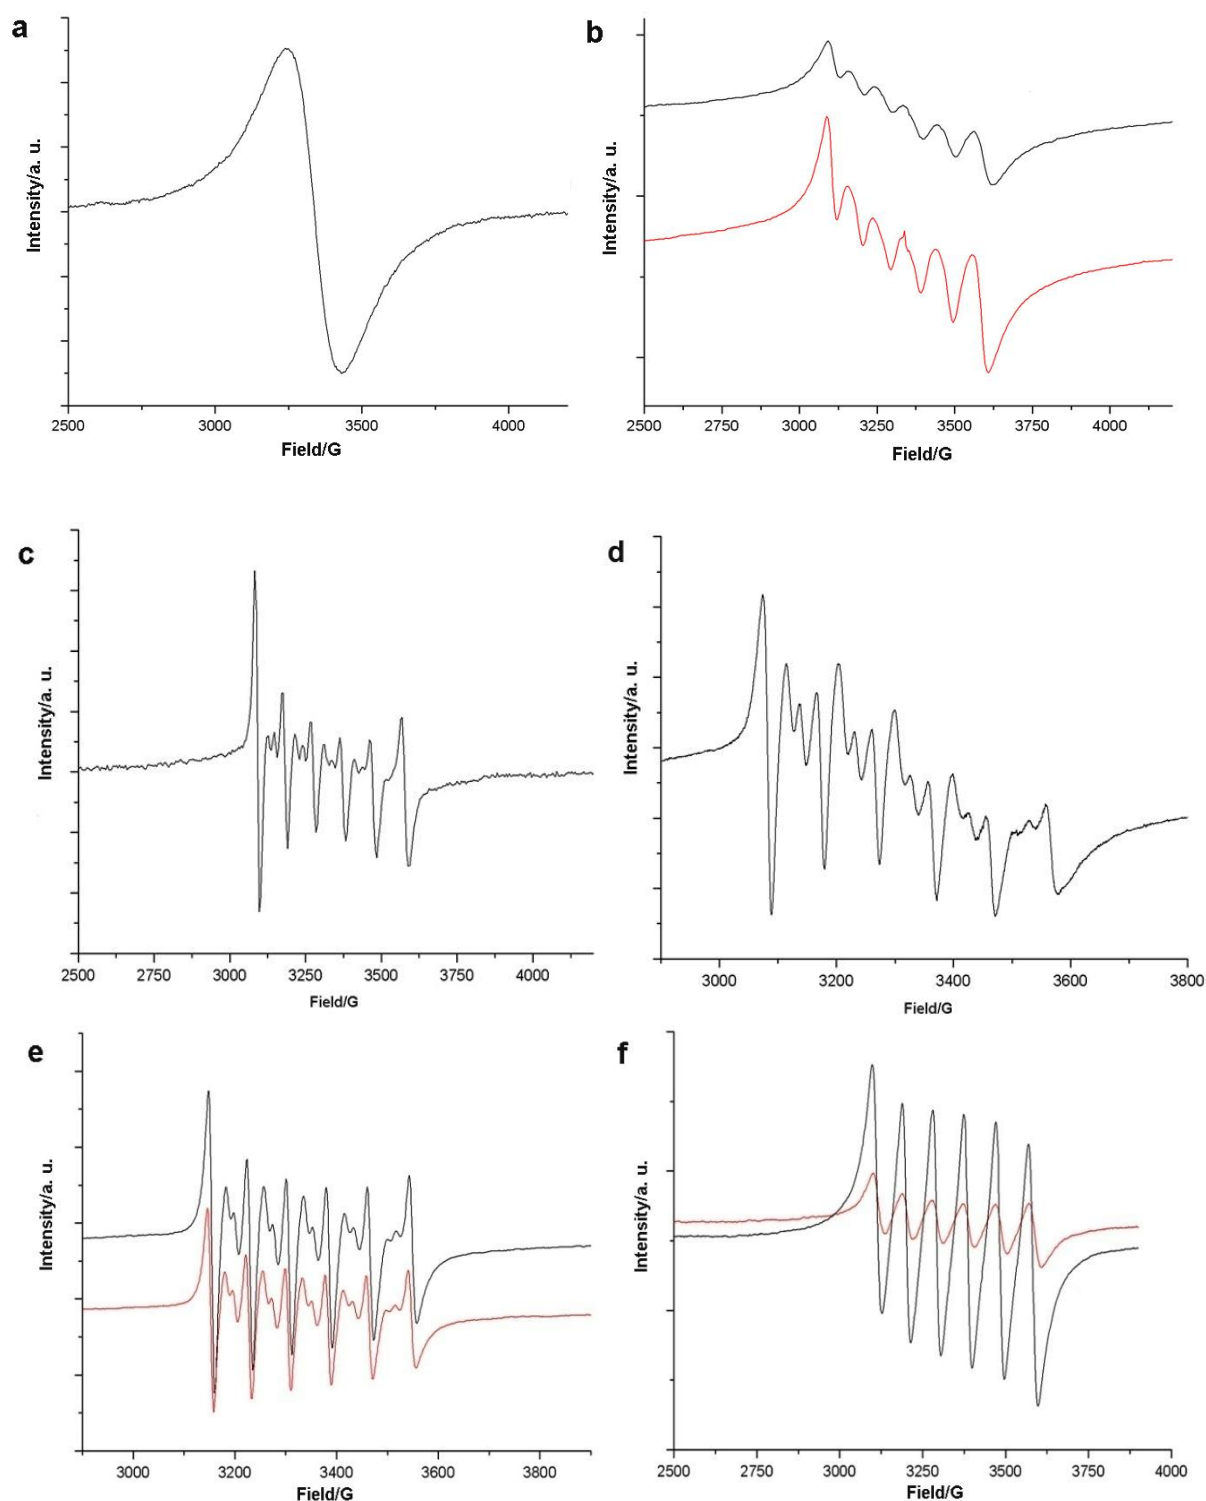 a
Intensity/a. u.
2500 3000 3500 4000
Field/G
b
Intensity/a. u.
2500 2750 3000 3250 3500 3750 4000
Field/G
c
Intensity/a. u.
2500 2750 3000 3250 3500 3750 4000
Field/G
d
Intensity/a. u.
3000 3200 3400 3600 3800
Field/G
e
Intensity/a. u.
3000 3200 3400 3600 3800
Field/G
f
Intensity/a. u.
2500 2750 3000 3250 3500 3750 4000
Field/G